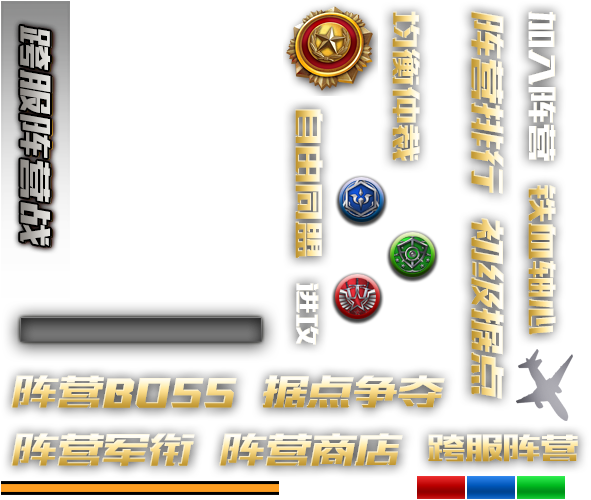 跨服阵营战
自由同盟
进攻
均衡仲裁
阵营排行
初级据点
加入阵营
铁血轴心
阵营BOSS
据点争夺
阵营军衔
阵营商店
跨服阵营